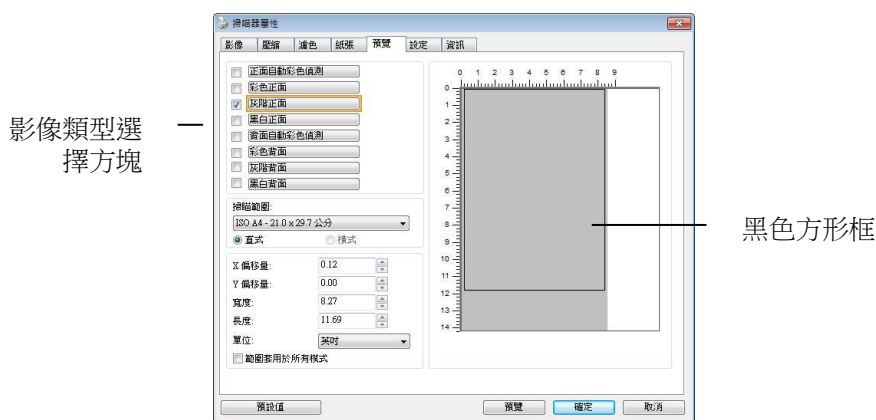 掃瞄器屬性
影像 壓縮 濾色 紙張 預覽 設定 資訊
正面自動彩色偵測
彩色正面
灰階正面
黑白正面
背面自動彩色偵測
彩色背面
灰階背面
黑白背面
影像類型選
擇方塊
掃瞄範圍:
ISO A4 - 21.0 x 29.7 公分
直式 橫式
X 偏移量: 0.12
Y 偏移量: 0.00
寬度: 8.27
長度: 11.69
單位: 英吋
範圍套用於所有模式
0 1 2 3 4 5 6 7 8 9
0
1
2
3
4
5
6
7
8
9
10
11
12
13
14
黑色方形框
預設值 預覽 確定 取消